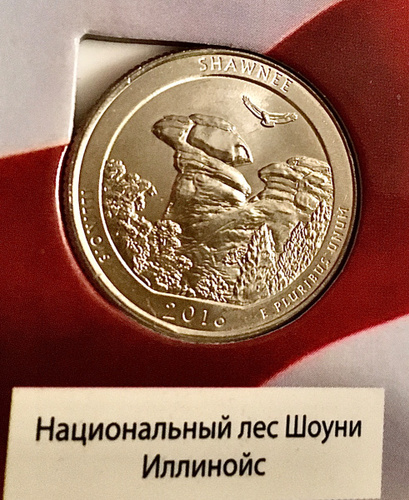 SHAWNEE
ILLINOIS
2016
E PLURIBUS UNUM
Национальный лес Шоуни
Иллинойс